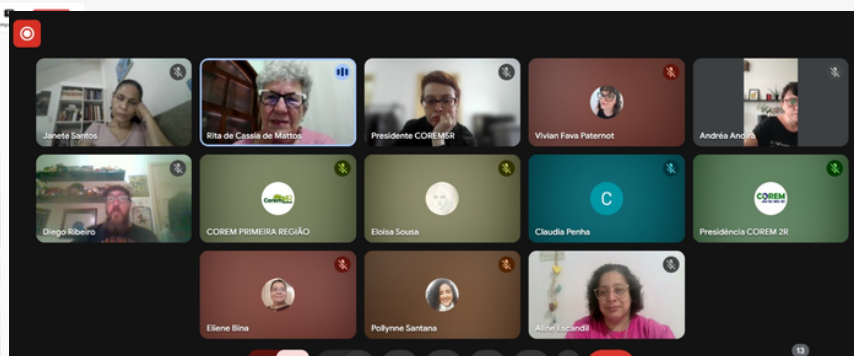 Janete Santos
Rita de Cassia de Mattos
Presidente COREM5R
Vivian Fava Paternot
Andréa
Diego Ribeiro
COREM PRIMEIRA REGIÃO
Eloisa Sousa
C
Claudia Penha
COREM
Presidência COREM 2R
Eliene Bina
Pollynne Santana
Aline Escandil
13